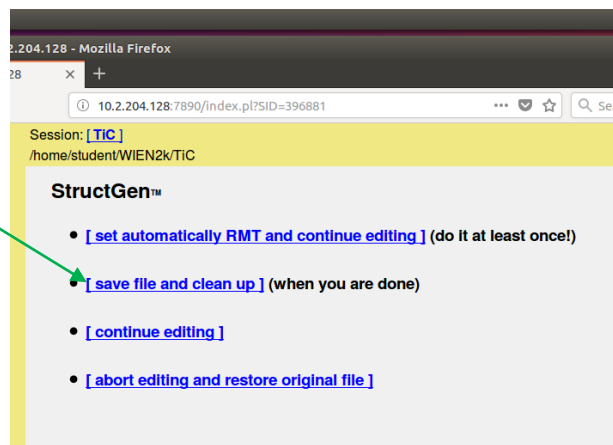 2.204.128 - Mozilla Firefox
28 × +
10.2.204.128:7890/index.pl?SID=396881 ...
Session: [ TiC ]
/home/student/WIEN2k/TiC
StructGen™
• [ set automatically RMT and continue editing ] (do it at least once!)
• [ save file and clean up ] (when you are done)
• [ continue editing ]
• [ abort editing and restore original file ]